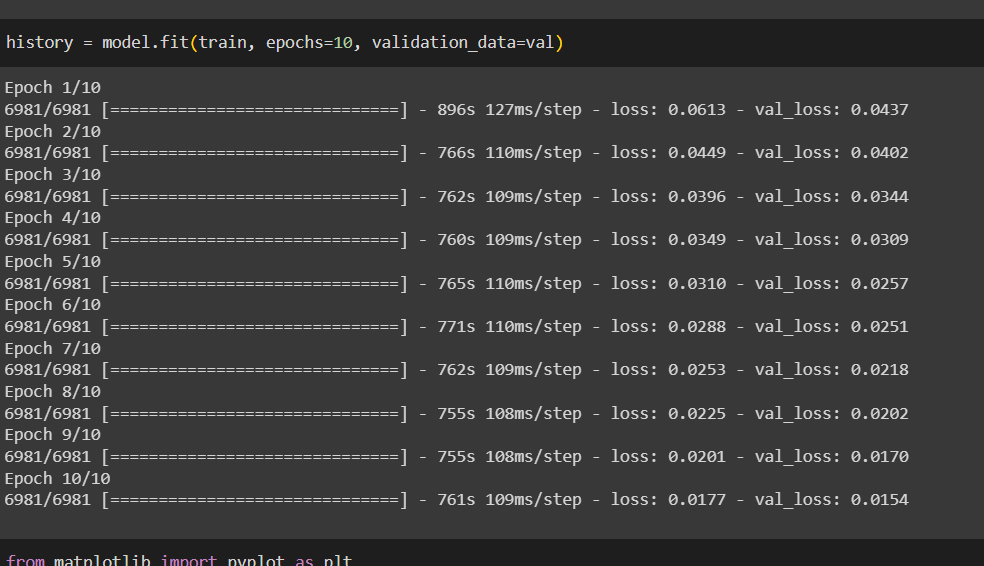 history = model.fit(train, epochs=10, validation_data=val)
Epoch 1/10
6981/6981 [==============================] - 896s 127ms/step - loss: 0.0613 - val_loss: 0.0437
Epoch 2/10
6981/6981 [==============================] - 766s 110ms/step - loss: 0.0449 - val_loss: 0.0402
Epoch 3/10
6981/6981 [==============================] - 762s 109ms/step - loss: 0.0396 - val_loss: 0.0344
Epoch 4/10
6981/6981 [==============================] - 760s 109ms/step - loss: 0.0349 - val_loss: 0.0309
Epoch 5/10
6981/6981 [==============================] - 765s 110ms/step - loss: 0.0310 - val_loss: 0.0257
Epoch 6/10
6981/6981 [==============================] - 771s 110ms/step - loss: 0.0288 - val_loss: 0.0251
Epoch 7/10
6981/6981 [==============================] - 762s 109ms/step - loss: 0.0253 - val_loss: 0.0218
Epoch 8/10
6981/6981 [==============================] - 755s 108ms/step - loss: 0.0225 - val_loss: 0.0202
Epoch 9/10
6981/6981 [==============================] - 755s 108ms/step - loss: 0.0201 - val_loss: 0.0170
Epoch 10/10
6981/6981 [==============================] - 761s 109ms/step - loss: 0.0177 - val_loss: 0.0154
from matplotlib import pyplot as plt